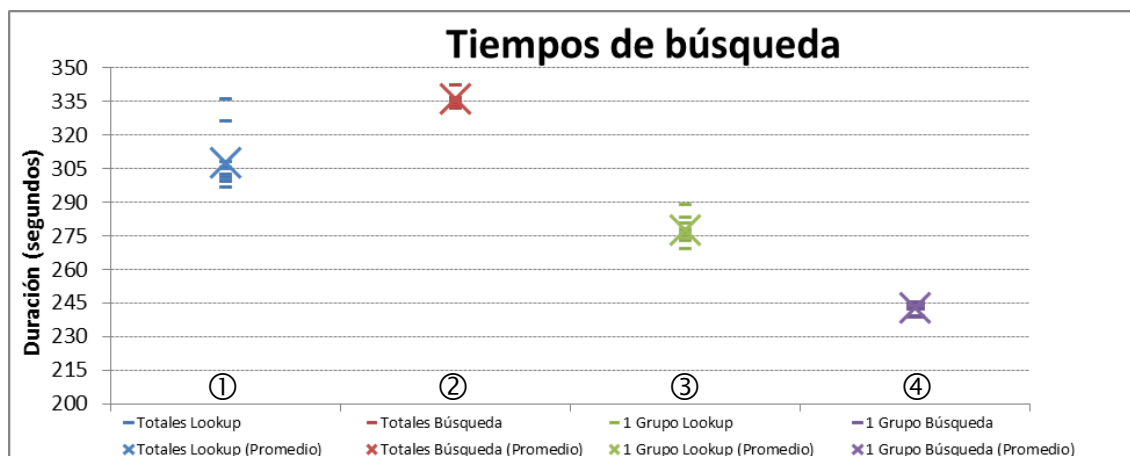 Tiempos de búsqueda
Duración (segundos)
350
335
320
305
290
275
260
245
230
215
200
① ② ③ ④
Totales Lookup Totales Búsqueda 1 Grupo Lookup 1 Grupo Búsqueda
Totales Lookup (Promedio) Totales Búsqueda (Promedio) 1 Grupo Lookup (Promedio) 1 Grupo Búsqueda (Promedio)